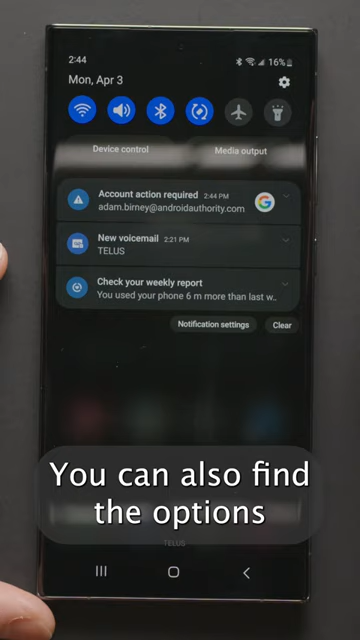 2:44
16%
Mon, Apr 3
Device control
Media output
Account action required 2:44 PM
adam.birney@androidauthority.com
New voicemail 2:21 PM
TELUS
Check your weekly report
You used your phone 6 m more than last w..
Notification settings
Clear
You can also find
the options
TELUS